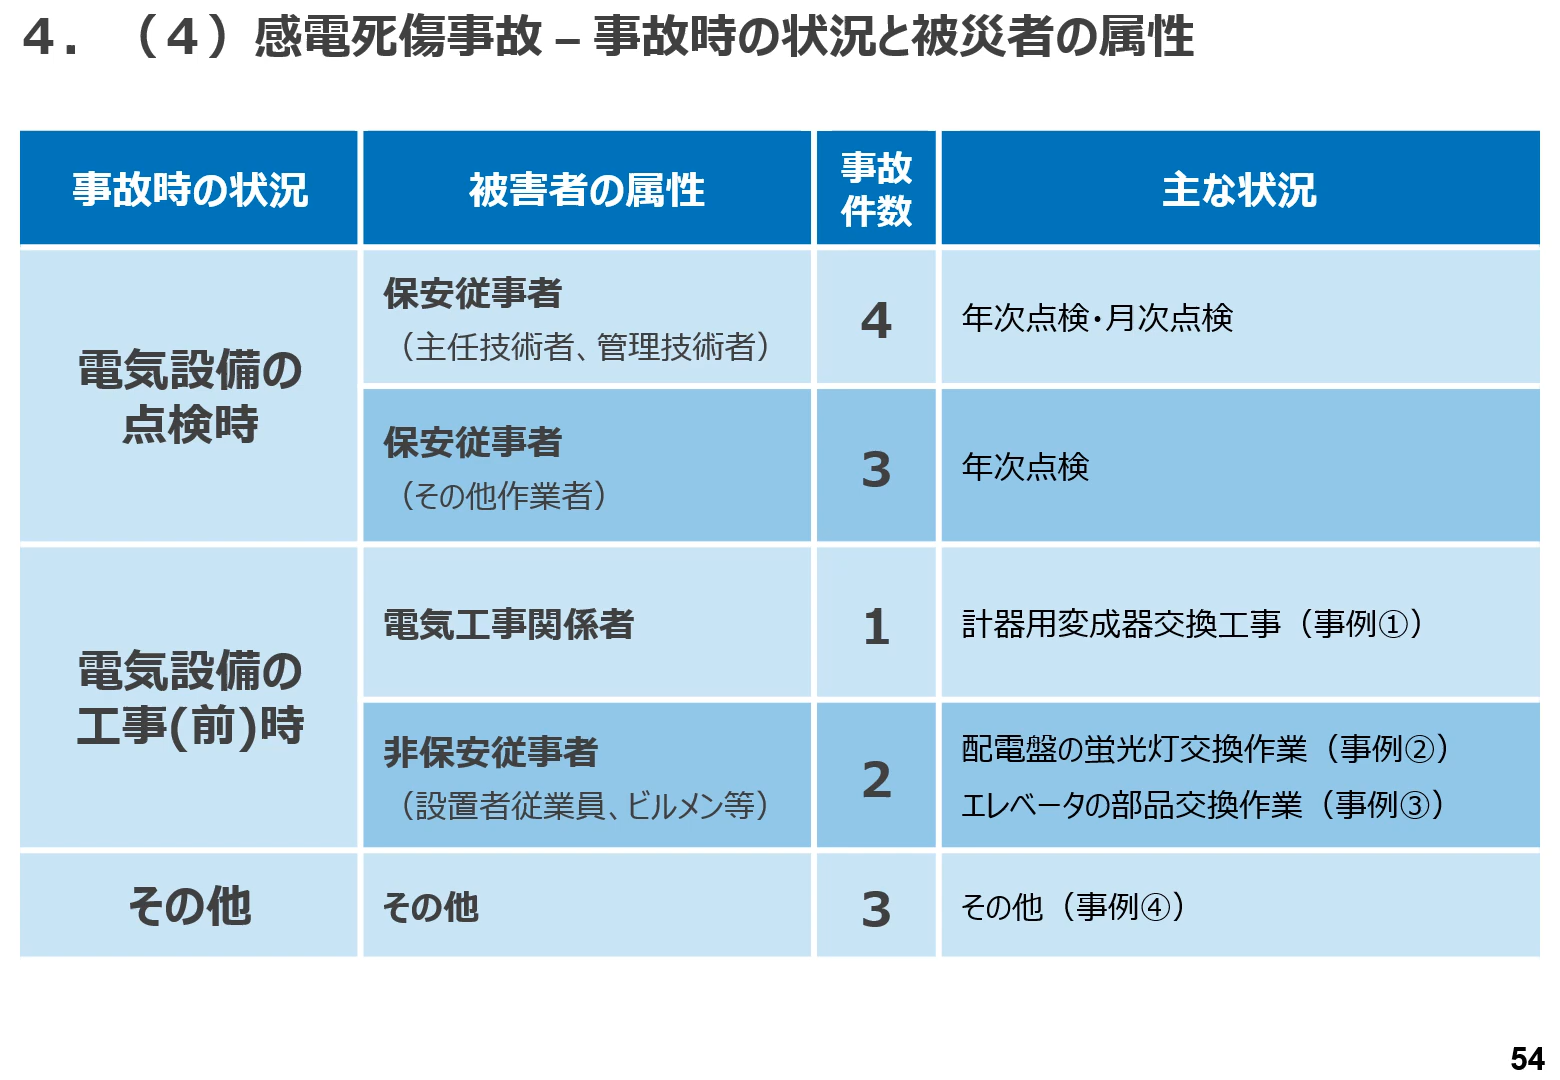 ４．（４）感電死傷事故 – 事故時の状況と被災者の属性
事故時の状況
被害者の属性
事故
件数
主な状況
電気設備の
点検時
保安従事者
（主任技術者、管理技術者）
4
年次点検・月次点検
保安従事者
（その他作業者）
3
年次点検
電気設備の
工事(前)時
電気工事関係者
1
計器用変成器交換工事（事例①）
非保安従事者
（設置者従業員、ビルメン等）
2
配電盤の蛍光灯交換作業（事例②）
エレベータの部品交換作業（事例③）
その他
その他
3
その他（事例④）
54